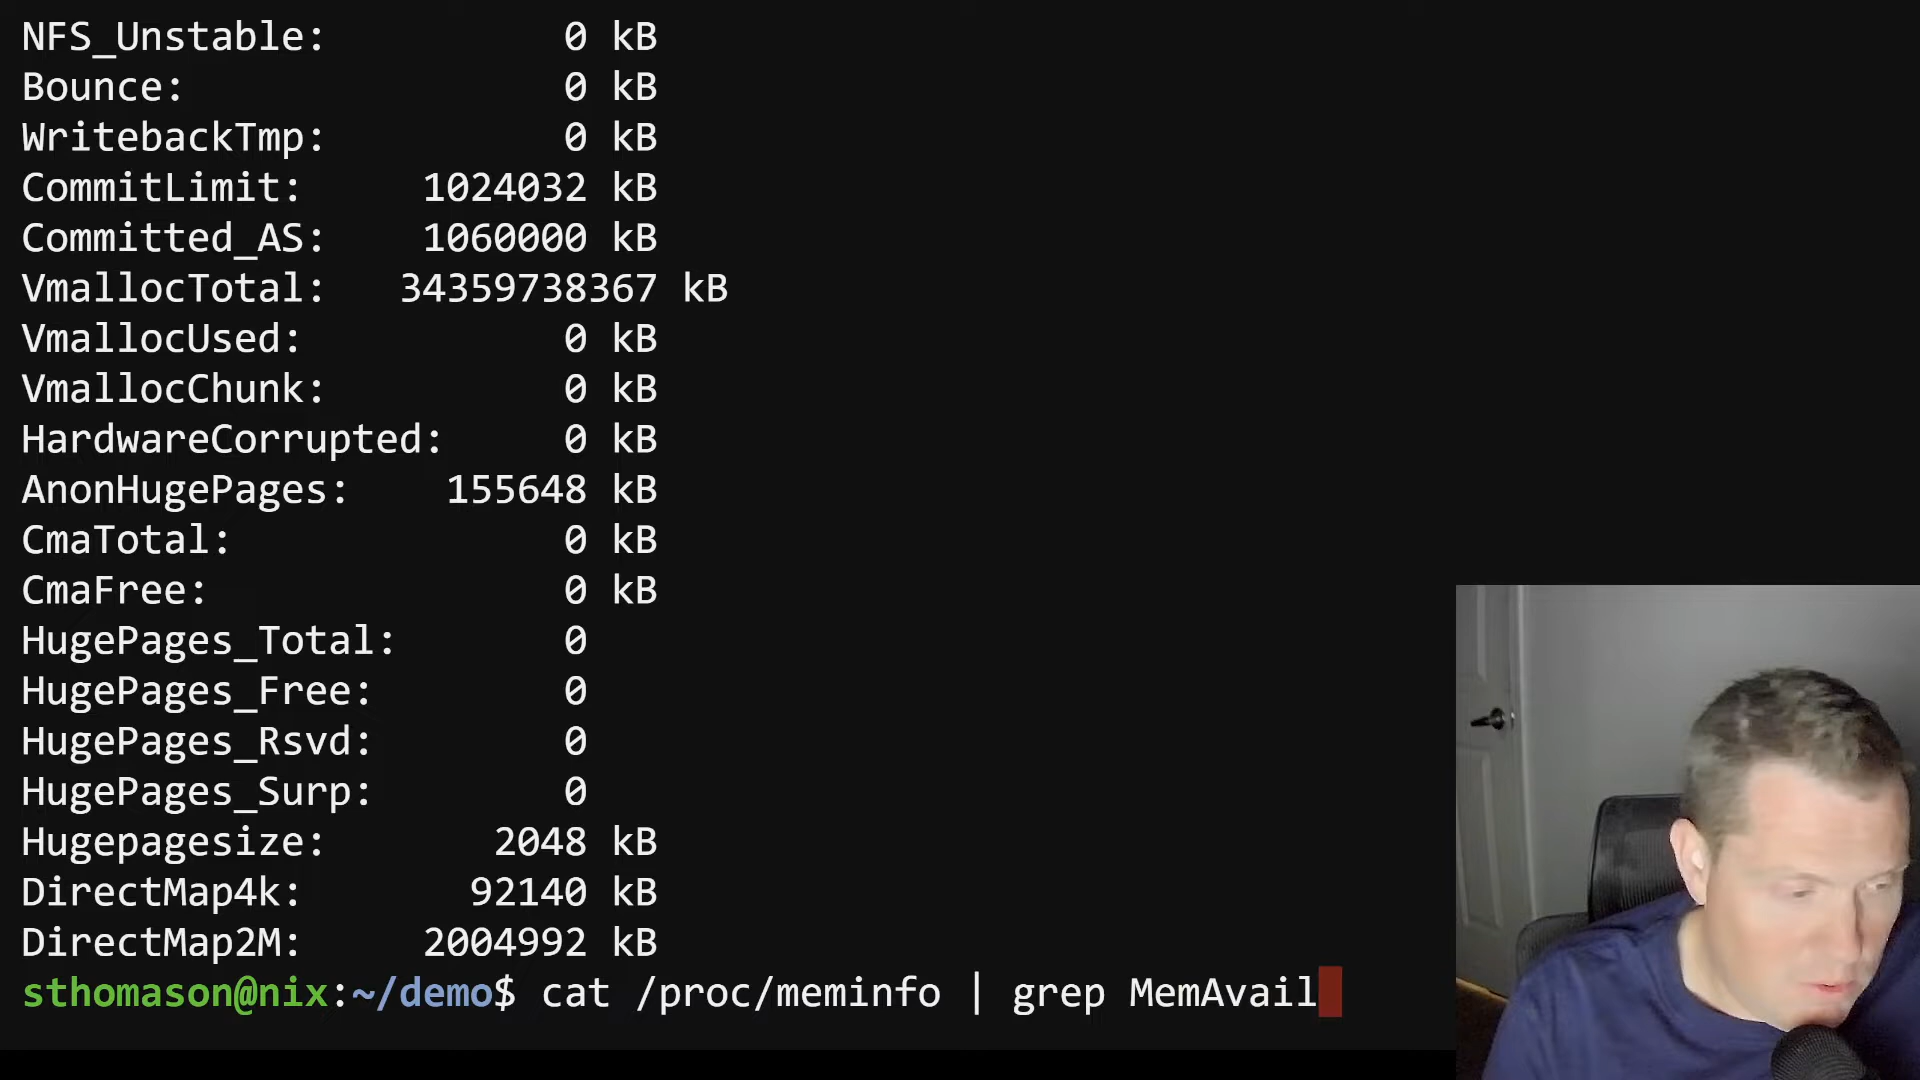 NFS_Unstable: 0 kB
Bounce: 0 kB
WritebackTmp: 0 kB
CommitLimit: 1024032 kB
Committed_AS: 1060000 kB
VmallocTotal: 34359738367 kB
VmallocUsed: 0 kB
VmallocChunk: 0 kB
HardwareCorrupted: 0 kB
AnonHugePages: 155648 kB
CmaTotal: 0 kB
CmaFree: 0 kB
HugePages_Total: 0
HugePages_Free: 0
HugePages_Rsvd: 0
HugePages_Surp: 0
Hugepagesize: 2048 kB
DirectMap4k: 92140 kB
DirectMap2M: 2004992 kB
sthomason@nix:~/demo$ cat /proc/meminfo | grep MemAvail